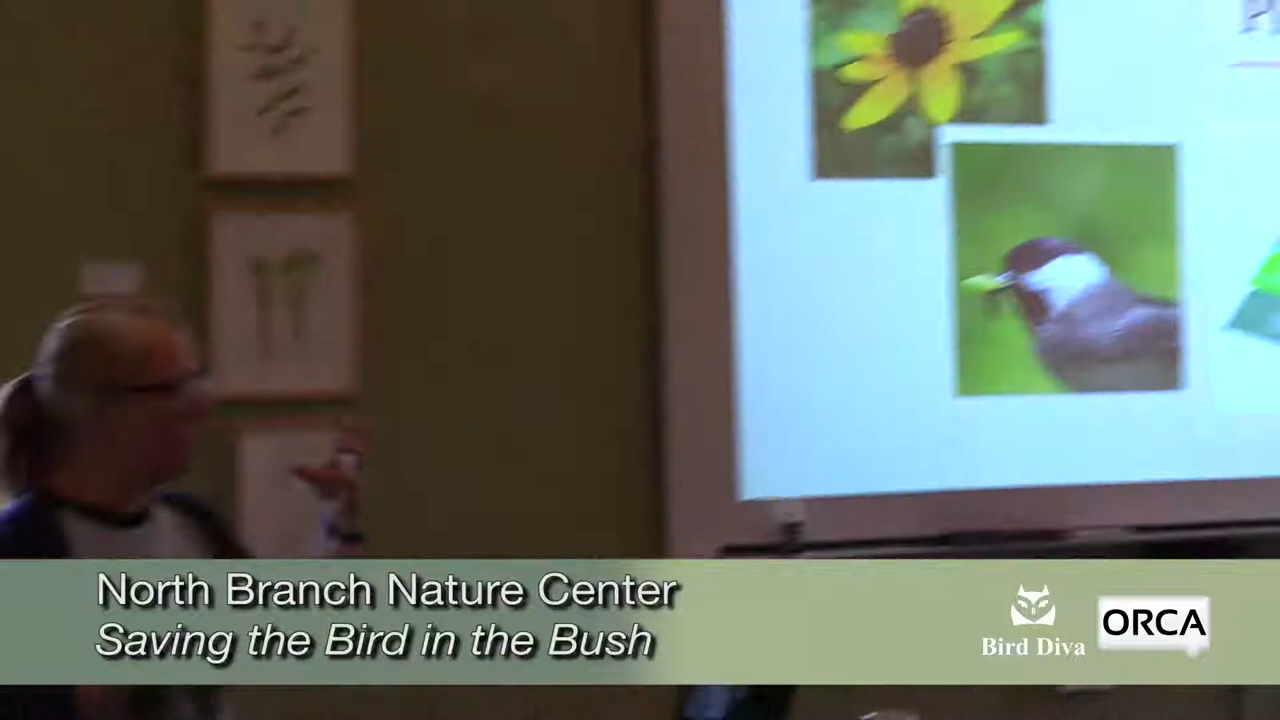 North Branch Nature Center
Saving the Bird in the Bush
Bird Diva
ORCA